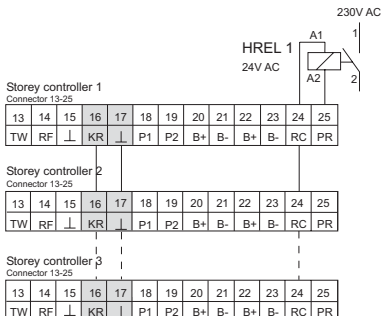 230V AC
A1 1
HREL 1
24V AC
A2 2
Storey controller 1
Connector 13-25
13 14 15 16 17 18 19 20 21 22 23 24 25
TW RF ⊥ KR ⊥ P1 P2 B+ B- B+ B- RC PR
Storey controller 2
Connector 13-25
13 14 15 16 17 18 19 20 21 22 23 24 25
TW RF ⊥ KR ⊥ P1 P2 B+ B- B+ B- RC PR
Storey controller 3
Connector 13-25
13 14 15 16 17 18 19 20 21 22 23 24 25
TW RF ⊥ KR ⊥ P1 P2 B+ B- B+ B- RC PR